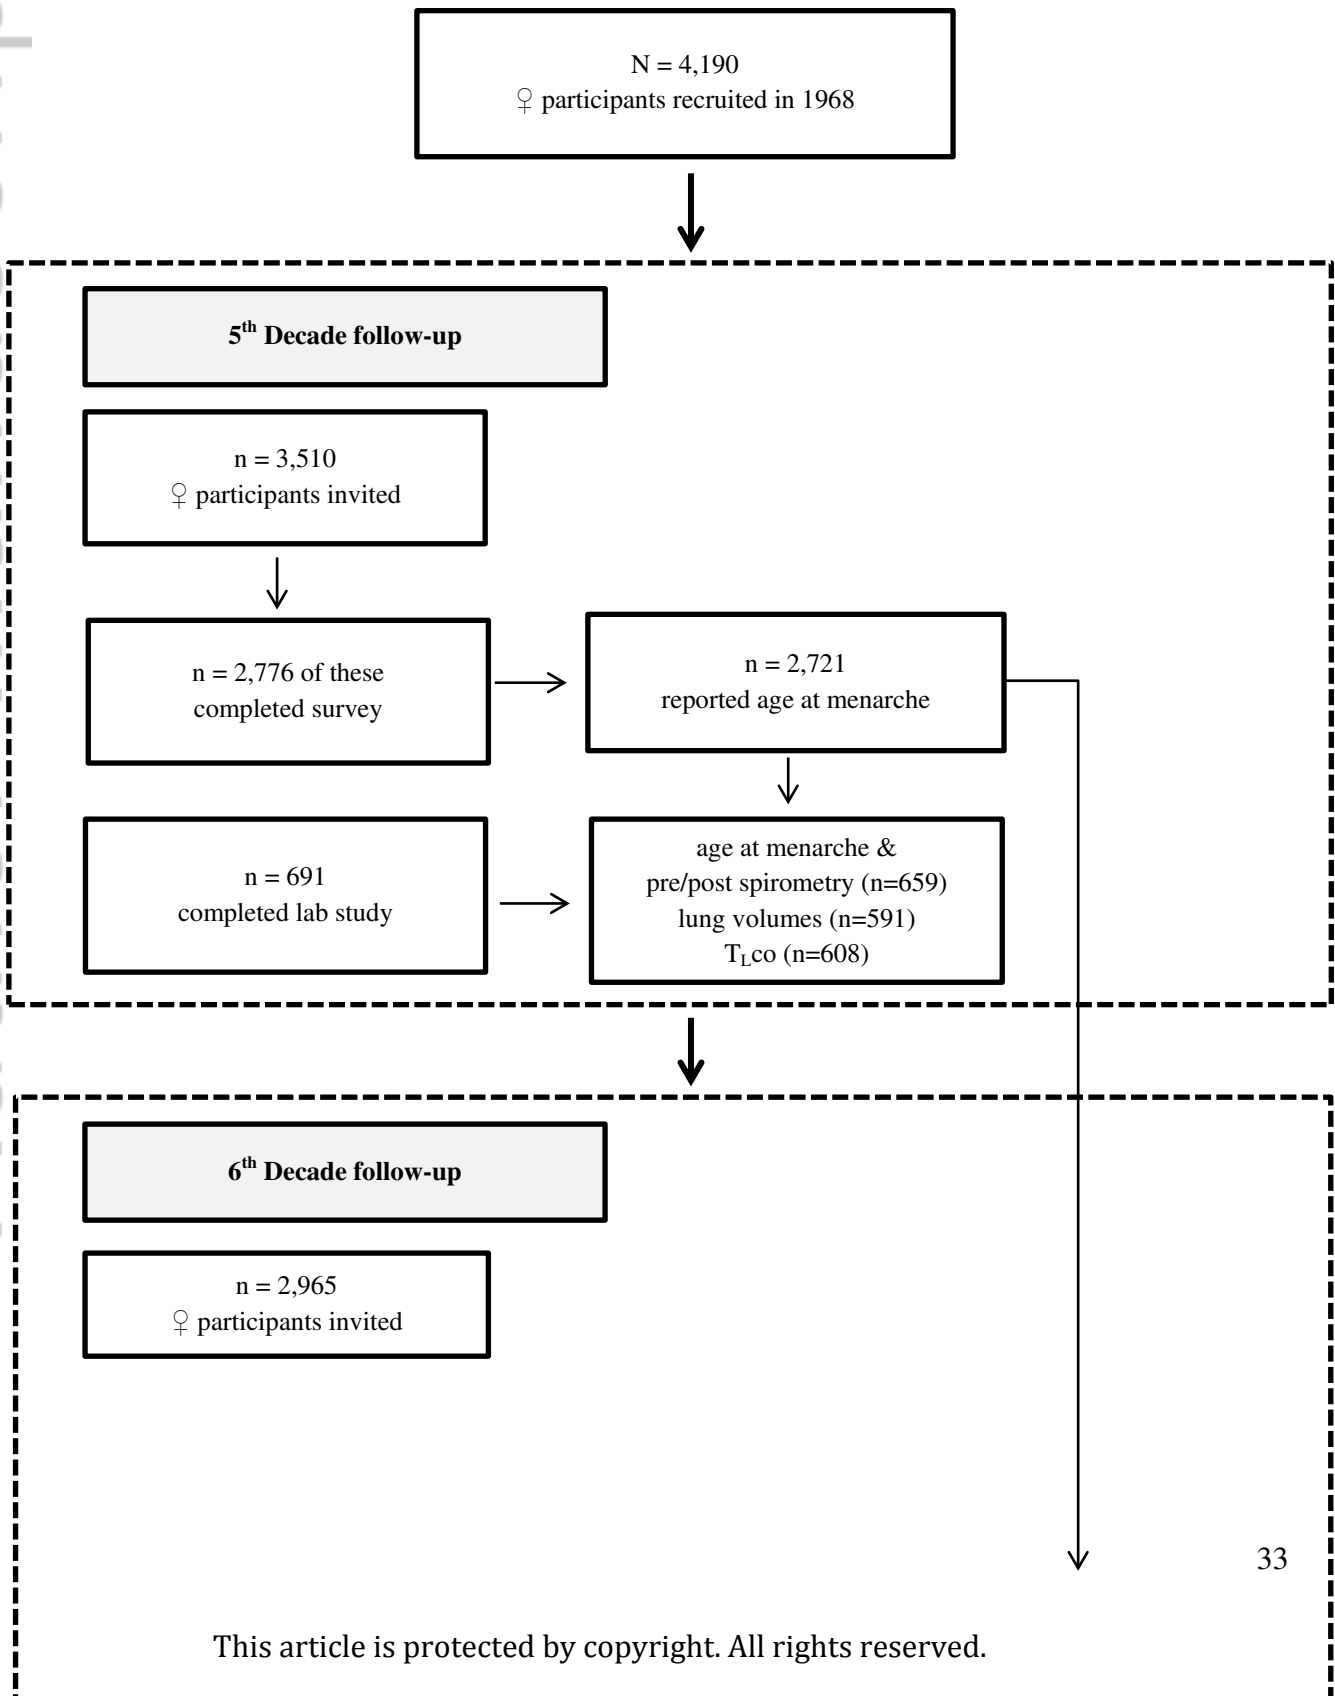 N = 4,190
♀ participants recruited in 1968
5th Decade follow-up
n = 3,510
♀ participants invited
n = 2,776 of these
completed survey
n = 2,721
reported age at menarche
n = 691
completed lab study
age at menarche &
pre/post spirometry (n=659)
lung volumes (n=591)
TLco (n=608)
6th Decade follow-up
n = 2,965
♀ participants invited
33
This article is protected by copyright. All rights reserved.